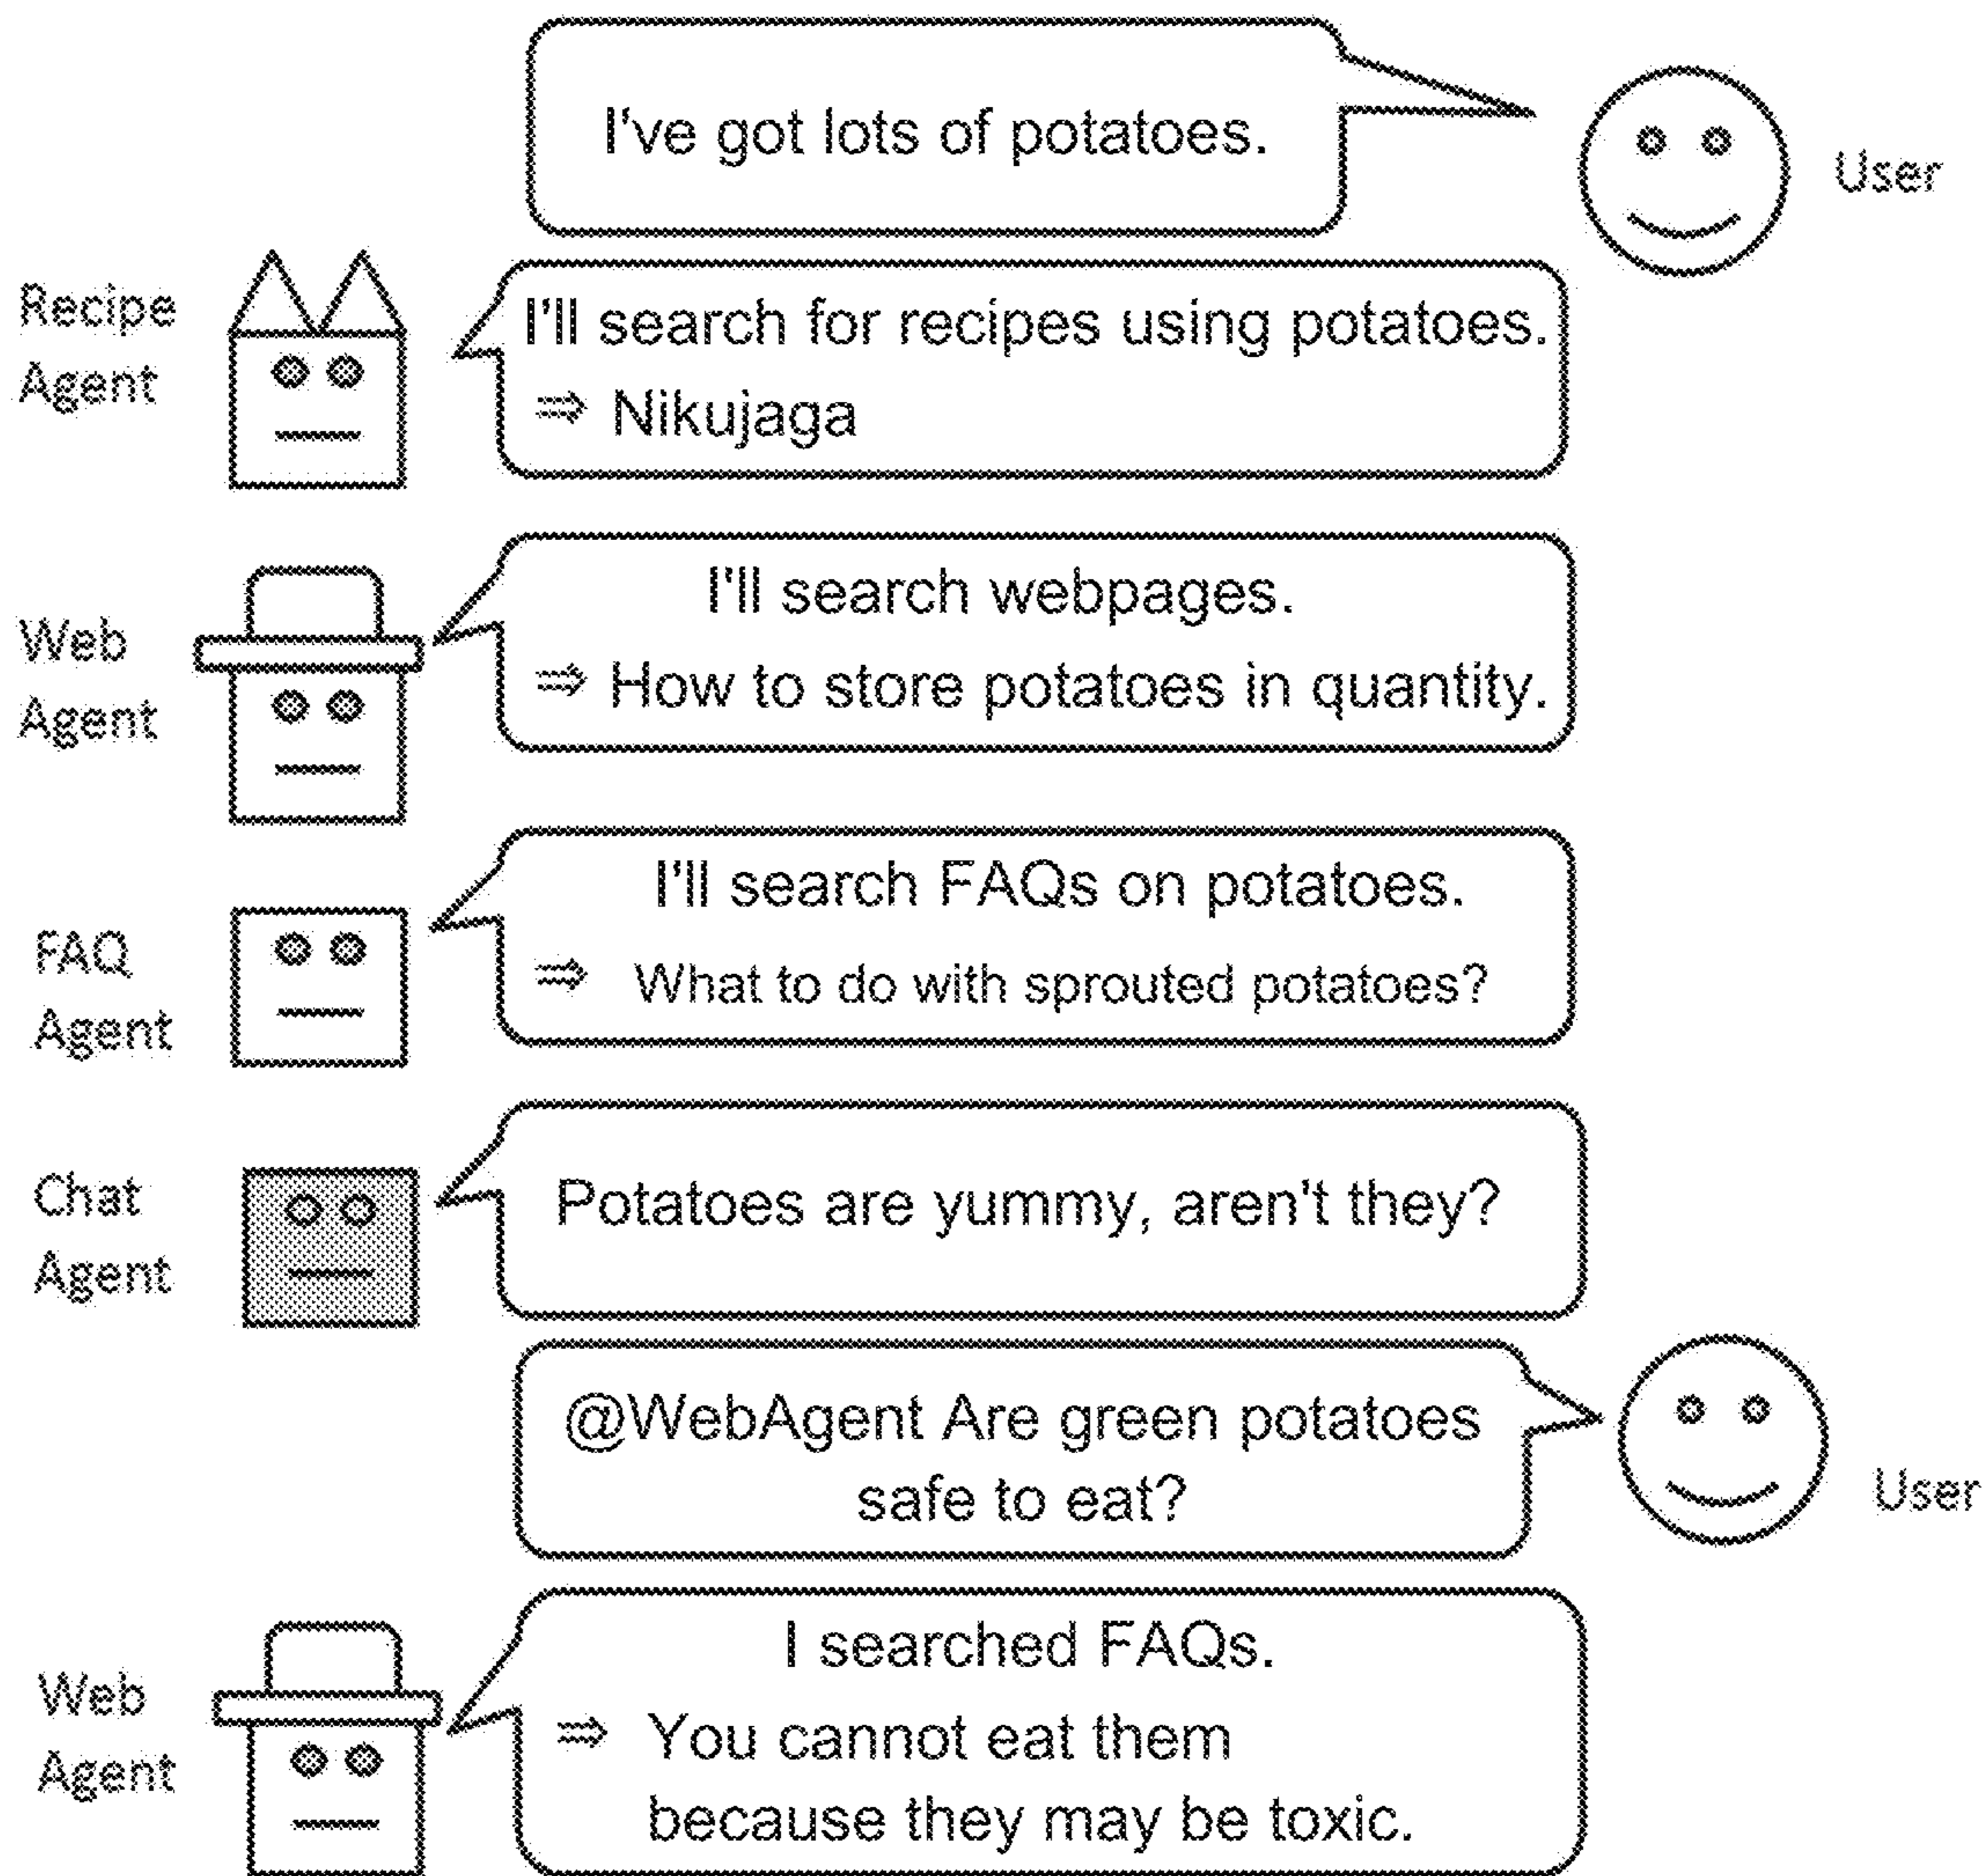 I've got lots of potatoes.
User
Recipe
Agent
I'll search for recipes using potatoes.
⇒ Nikujaga
Web
Agent
I'll search webpages.
⇒ How to store potatoes in quantity.
FAQ
Agent
I'll search FAQs on potatoes.
⇒ What to do with sprouted potatoes?
Chat
Agent
Potatoes are yummy, aren't they?
@WebAgent Are green potatoes
safe to eat?
User
Web
Agent
I searched FAQs.
⇒ You cannot eat them
because they may be toxic.